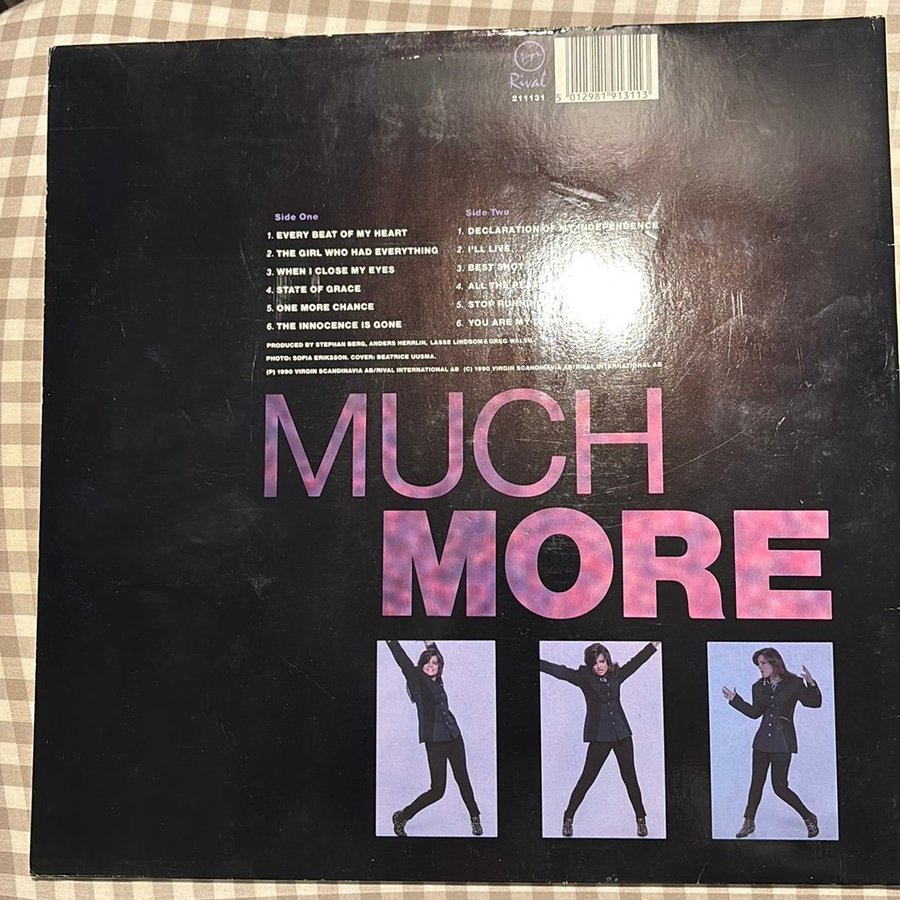 Virgin
Rival
211131
5 012981 913113
Side One
1. EVERY BEAT OF MY HEART
2. THE GIRL WHO HAD EVERYTHING
3. WHEN I CLOSE MY EYES
4. STATE OF GRACE
5. ONE MORE CHANCE
6. THE INNOCENCE IS GONE
Side Two
1. DECLARATION OF MY INDEPENDENCE
2. I'LL LIVE
3. BEST SHOT
4. ALL THE
5. STOP
6. YOU ARE MY
PRODUCED BY STEPHAN BERG, ANDERS HERRLIN, LASSE LINDBOM & GREG WALSH
PHOTO: SOFIA ERIKSSON. COVER: BEATRICE UUSMA.
(P) 1990 VIRGIN SCANDINAVIA AB/RIVAL INTERNATIONAL AB (C) 1990 VIRGIN SCANDINAVIA AB/RIVAL INTERNATIONAL AB
MUCH
MORE